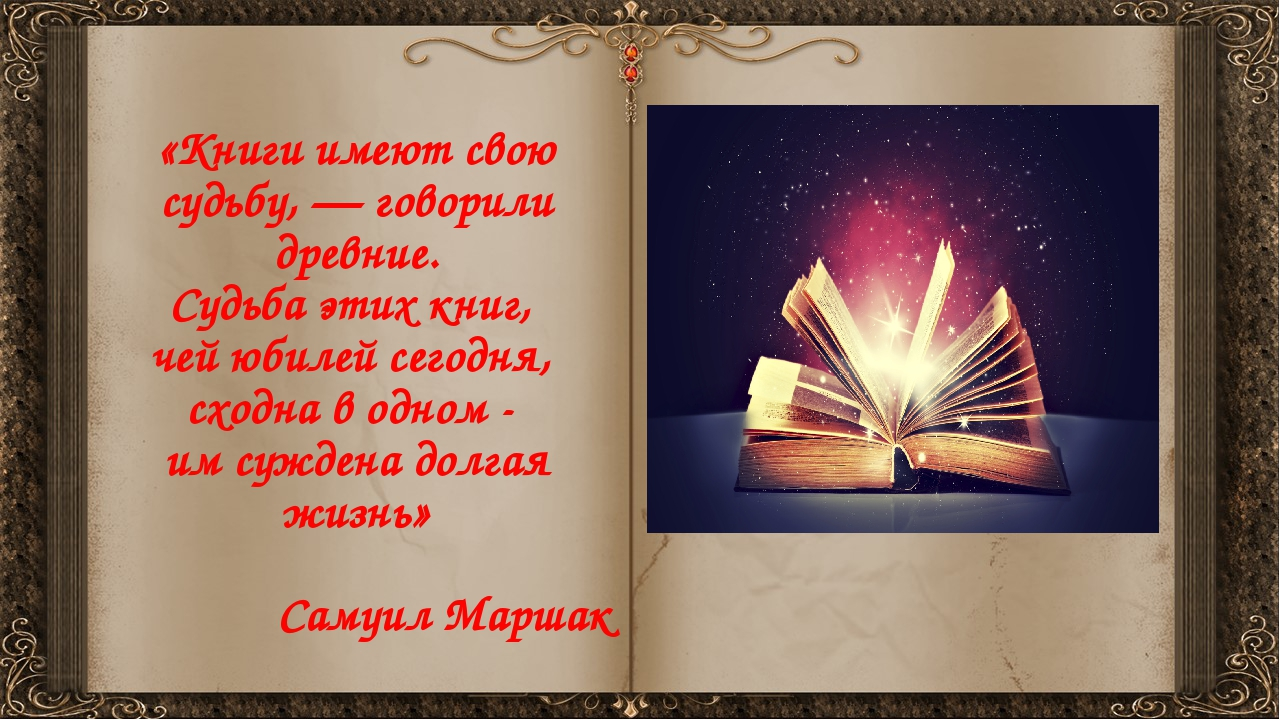 «Книги имеют свою
судьбу, — говорили
древние.
Судьба этих книг,
чей юбилей сегодня,
сходна в одном -
им суждена долгая
жизнь»
Самуил Маршак